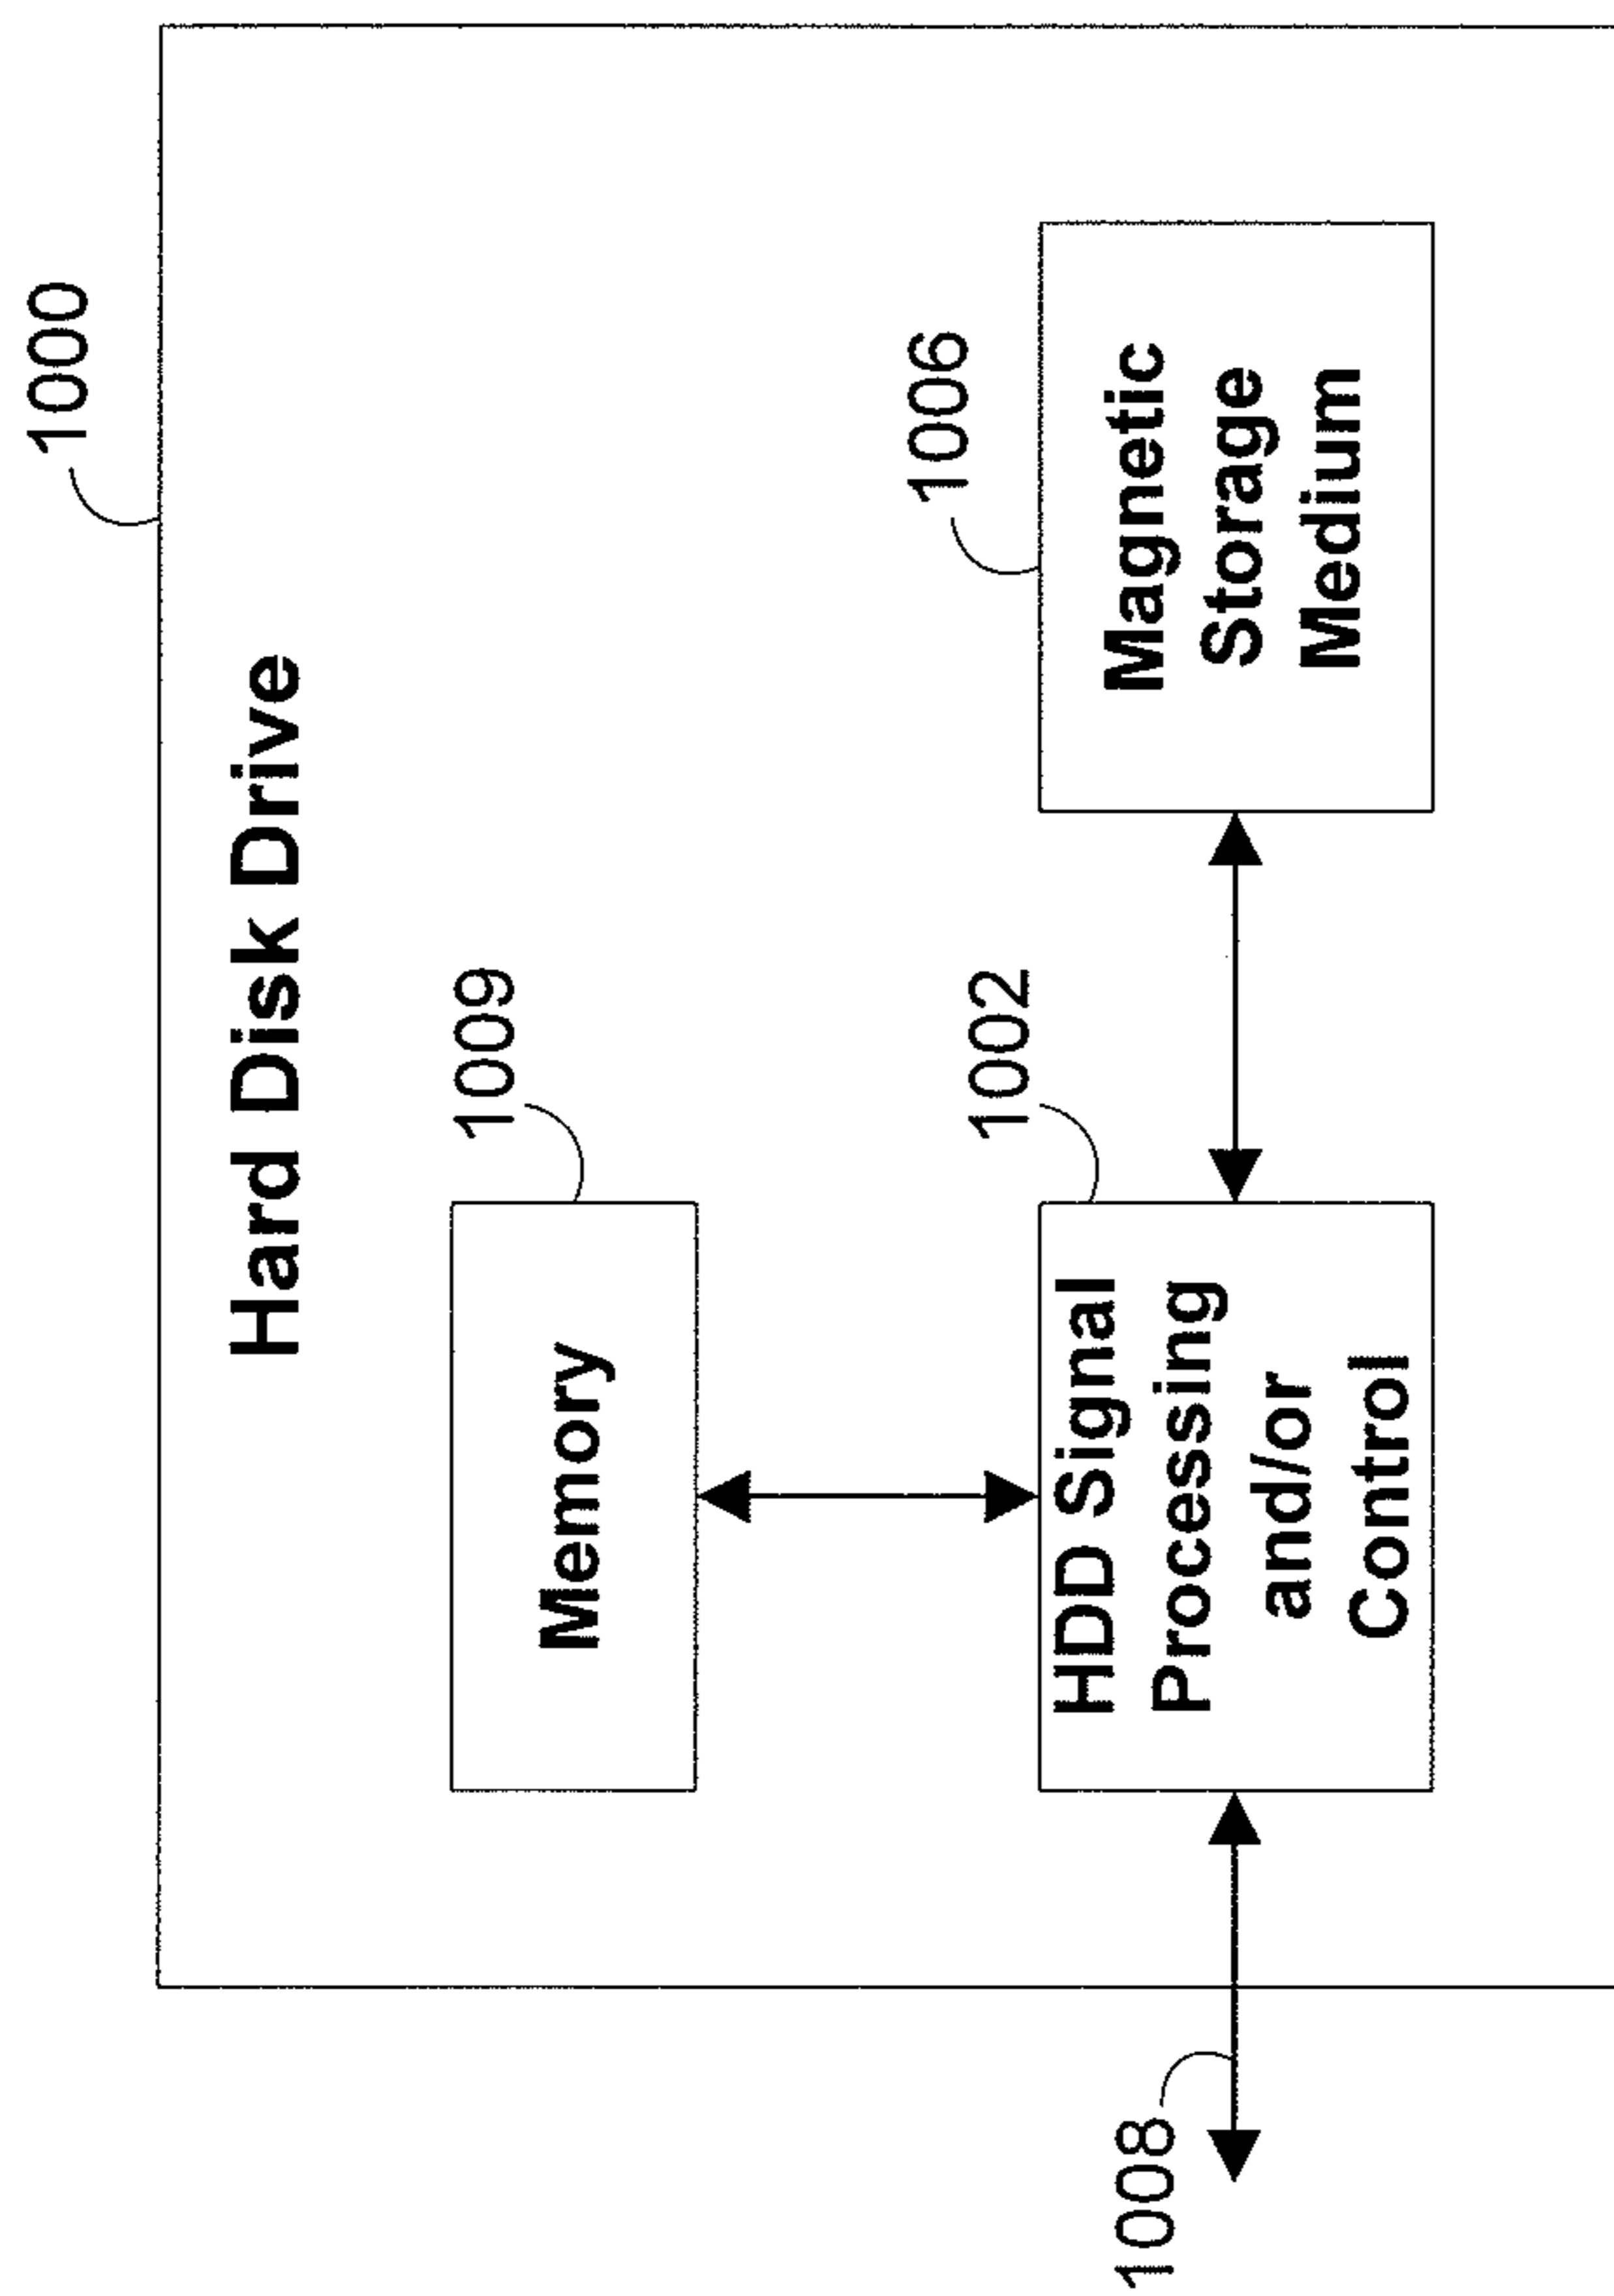 1000
Hard Disk Drive
1009
Memory
1002
HDD Signal
Processing
and/or
Control
1006
Magnetic
Storage
Medium
1008